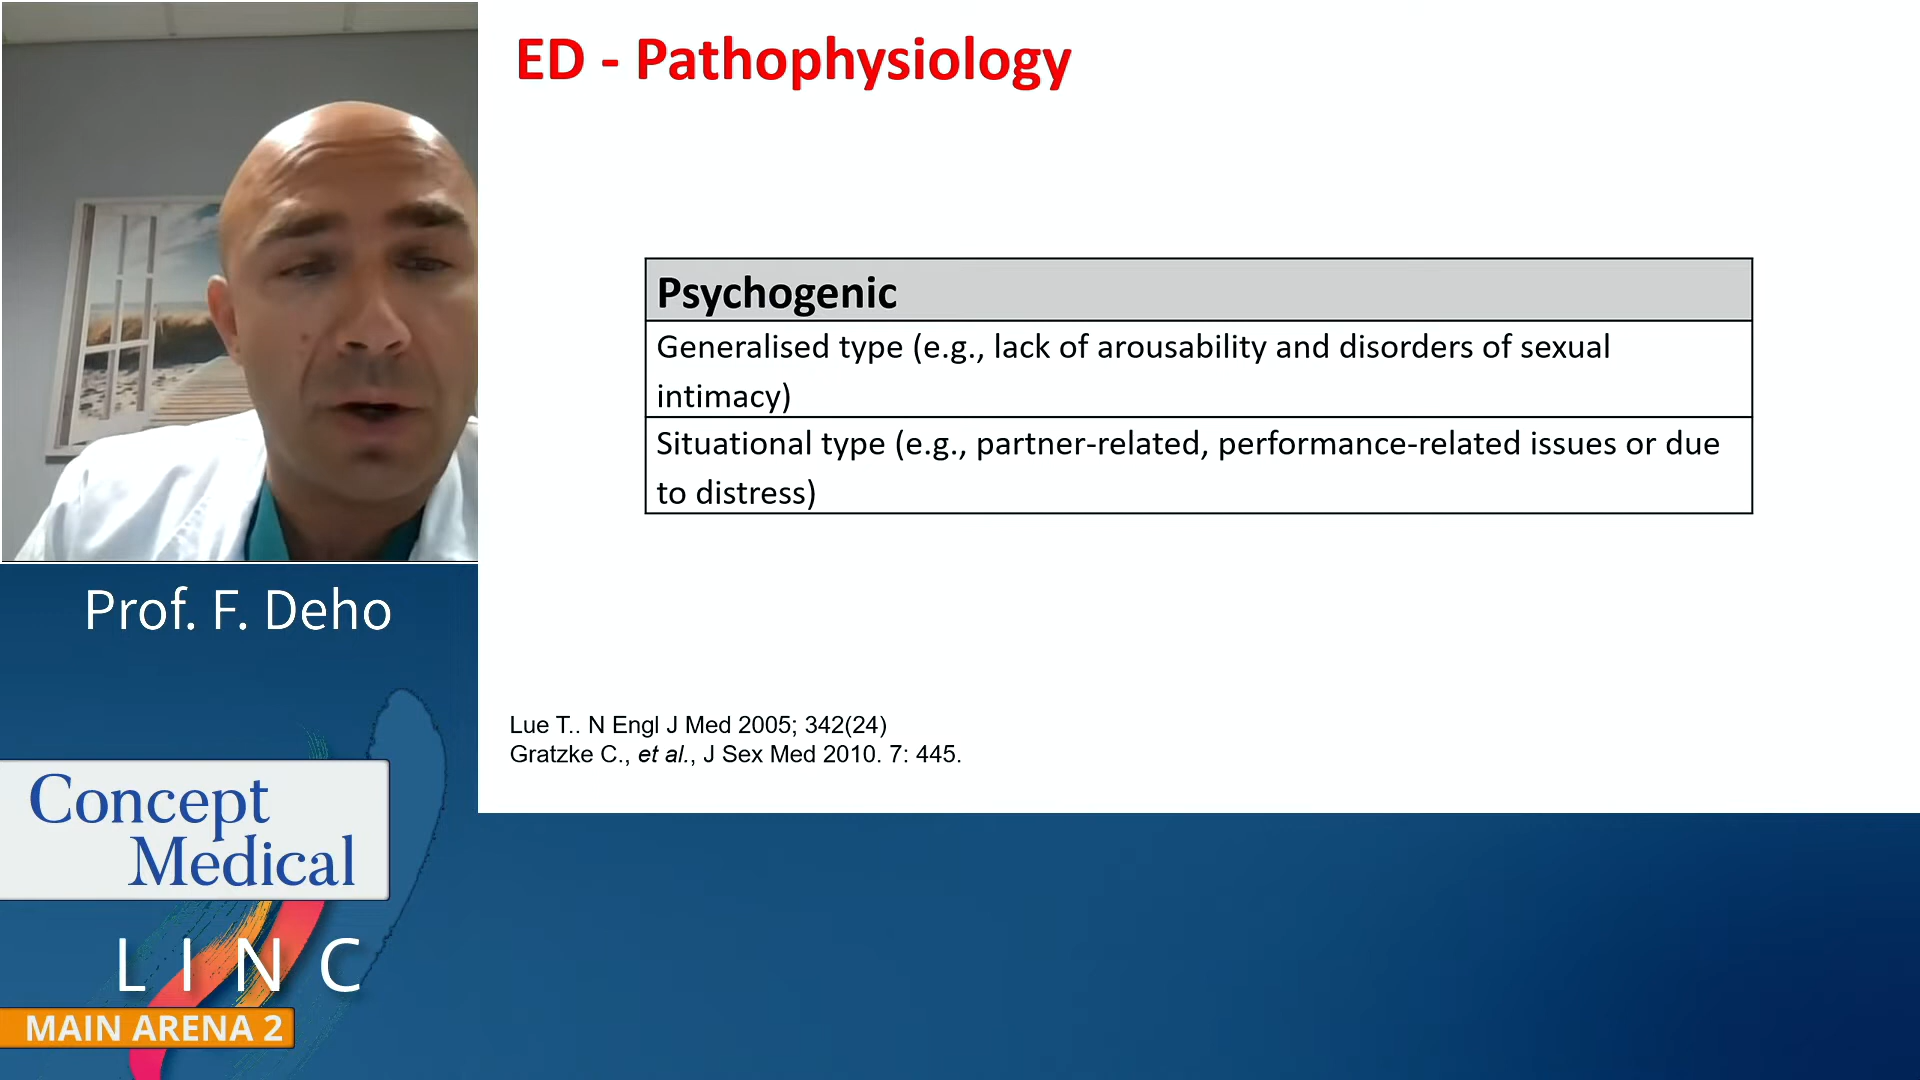 ED - Pathophysiology
Psychogenic
Generalised type (e.g., lack of arousability and disorders of sexual
intimacy)
Situational type (e.g., partner-related, performance-related issues or due
to distress)
Lue T.. N Engl J Med 2005; 342(24)
Gratzke C., et al., J Sex Med 2010. 7: 445.
Prof. F. Deho
Concept
Medical
LINC
MAIN ARENA 2